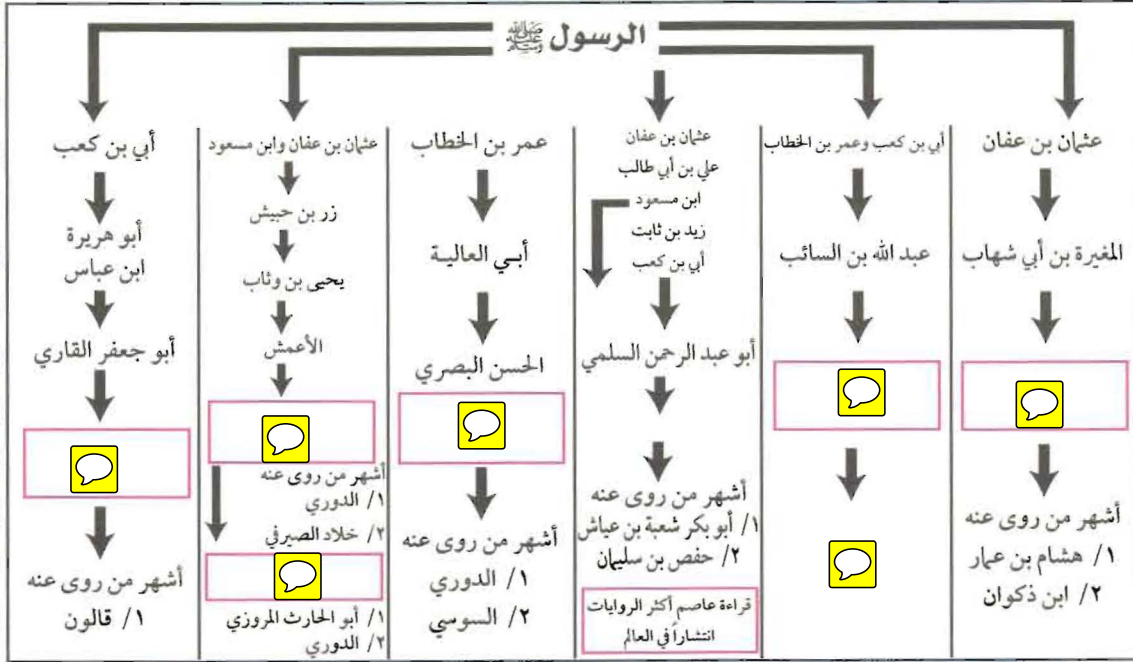 الرسول ﷺ
عثمان بن عفان
المغيرة بن أبي شهاب
أشهر من روى عنه
١/ هشام بن عمار
٢/ ابن ذكوان
أبي بن كعب وعمر بن الخطاب
عبد الله بن السائب
عثمان بن عفان
علي بن أبي طالب
ابن مسعود
زيد بن ثابت
أبي بن كعب
أبو عبد الرحمن السلمي
أشهر من روى عنه
١/ أبو بكر شعبة بن عياش
٢/ حفص بن سليمان
قراءة عاصم أكثر الروايات
انتشاراً في العالم
عمر بن الخطاب
أبي العالية
الحسن البصري
أشهر من روى عنه
١/ الدوري
٢/ السوسي
عثمان بن عفان وابن مسعود
زر بن حبيش
يحيى بن وثاب
الأعمش
أشهر من روى عنه
١/ الدوري
٢/ خلاد الصيرفي
١/ أبو الحارث المروزي
٢/ الدوري
أبي بن كعب
أبو هريرة
ابن عباس
أبو جعفر القاري
أشهر من روى عنه
١/ قالون